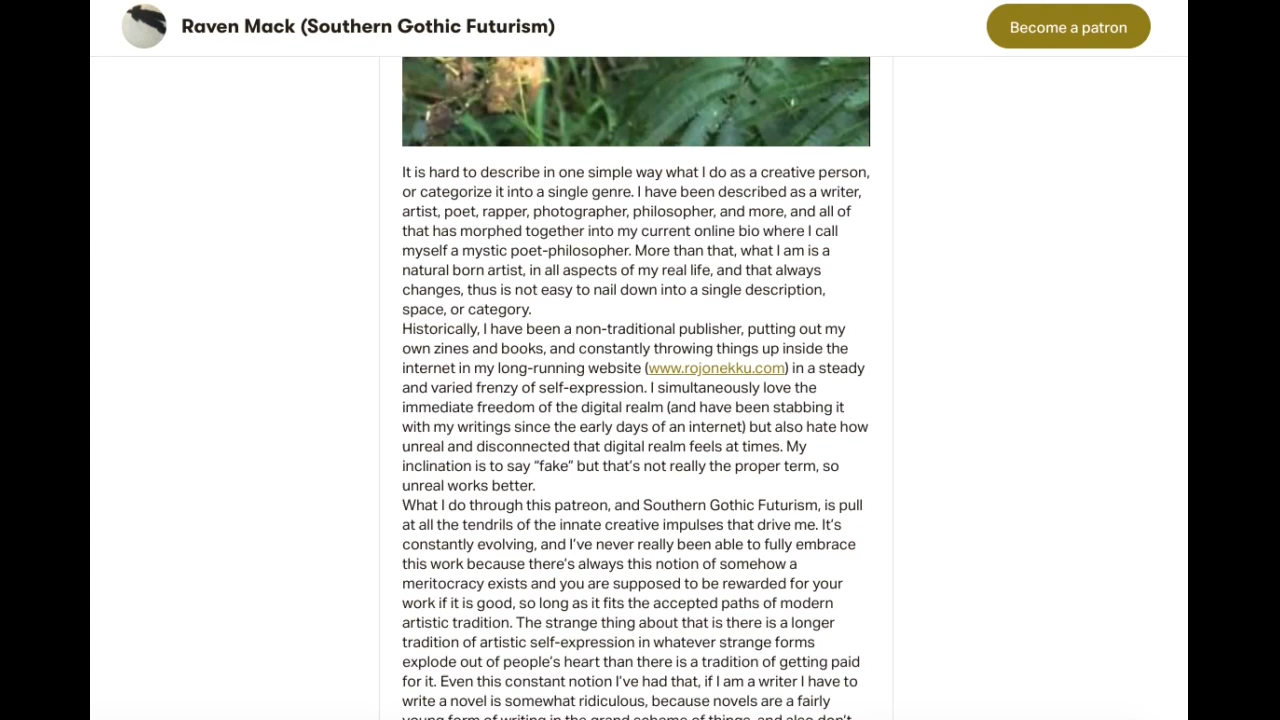 Raven Mack (Southern Gothic Futurism)
Become a patron
It is hard to describe in one simple way what I do as a creative person,
or categorize it into a single genre. I have been described as a writer,
artist, poet, rapper, photographer, philosopher, and more, and all of
that has morphed together into my current online bio where I call
myself a mystic poet-philosopher. More than that, what I am is a
natural born artist, in all aspects of my real life, and that always
changes, thus is not easy to nail down into a single description,
space, or category.
Historically, I have been a non-traditional publisher, putting out my
own zines and books, and constantly throwing things up inside the
internet in my long-running website (www.rojonekku.com) in a steady
and varied frenzy of self-expression. I simultaneously love the
immediate freedom of the digital realm (and have been stabbing it
with my writings since the early days of an internet) but also hate how
unreal and disconnected that digital realm feels at times. My
inclination is to say “fake” but that’s not really the proper term, so
unreal works better.
What I do through this patreon, and Southern Gothic Futurism, is pull
at all the tendrils of the innate creative impulses that drive me. It’s
constantly evolving, and I’ve never really been able to fully embrace
this work because there’s always this notion of somehow a
meritocracy exists and you are supposed to be rewarded for your
work if it is good, so long as it fits the accepted paths of modern
artistic tradition. The strange thing about that is there is a longer
tradition of artistic self-expression in whatever strange forms
explode out of people’s heart than there is a tradition of getting paid
for it. Even this constant notion I’ve had that, if I am a writer I have to
write a novel is somewhat ridiculous, because novels are a fairly
young form of writing in the grand scheme of things, and also don’t